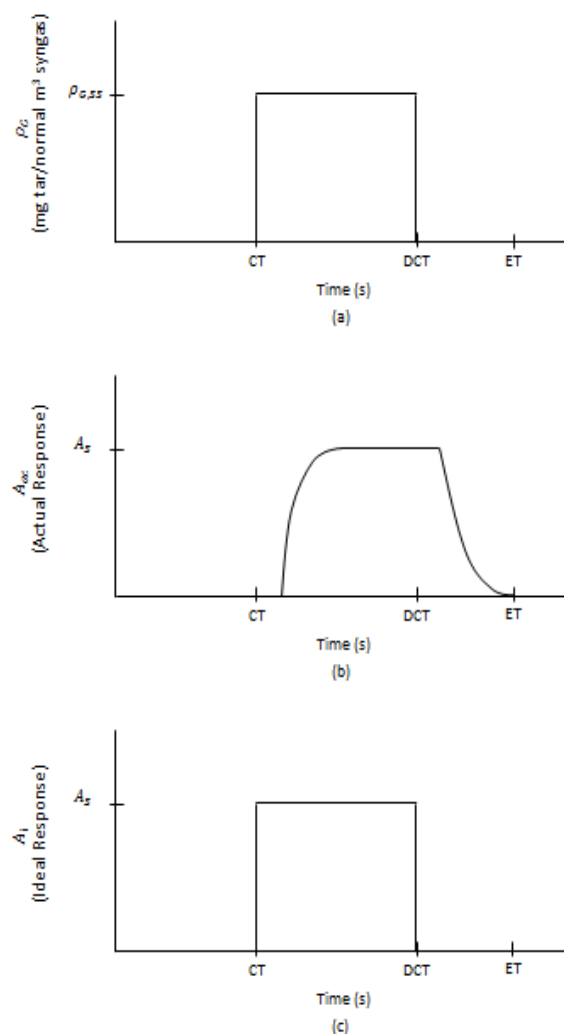 ρG,ss
ρG
(mg tar/normal m³ syngas)
CT DCT ET
Time (s)
(a)
As
Aac
(Actual Response)
CT DCT ET
Time (s)
(b)
As
Ai
(Ideal Response)
CT DCT ET
Time (s)
(c)